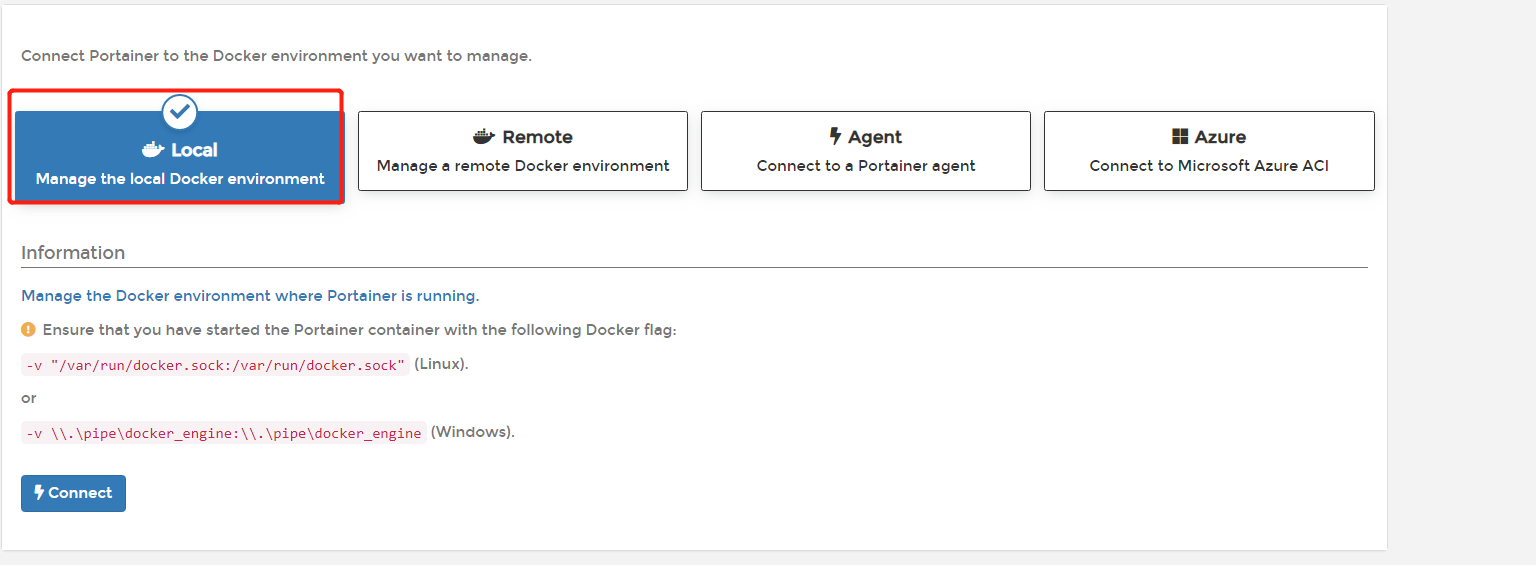 Connect Portainer to the Docker environment you want to manage.
Local
Manage the local Docker environment
Remote
Manage a remote Docker environment
Agent
Connect to a Portainer agent
Azure
Connect to Microsoft Azure ACI
Information
Manage the Docker environment where Portainer is running.
Ensure that you have started the Portainer container with the following Docker flag:
-v "/var/run/docker.sock:/var/run/docker.sock" (Linux).
or
-v \\.\pipe\docker_engine:\\.\pipe\docker_engine (Windows).
Connect